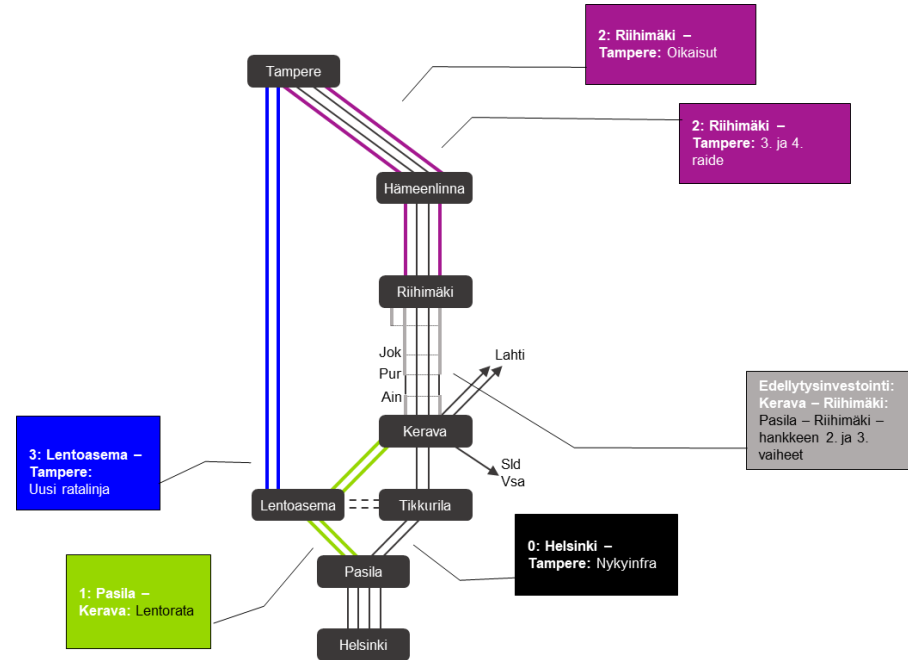 2: Riihimäki –
Tampere: Oikaisut
Tampere
2: Riihimäki –
Tampere: 3. ja 4.
raide
Hämeenlinna
Riihimäki
Jok
Lahti
Pur
Ain
Edellytysinvestointi:
Kerava – Riihimäki:
Pasila – Riihimäki –
hankkeen 2. ja 3.
vaiheet
Kerava
3: Lentoasema –
Tampere:
Uusi ratalinja
Sld
Vsa
Lentoasema
Tikkurila
0: Helsinki –
Tampere: Nykyinfra
Pasila
1: Pasila –
Kerava: Lentorata
Helsinki